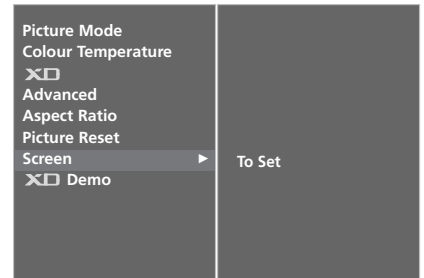 Picture Mode
Colour Temperature
XD
Advanced
Aspect Ratio
Picture Reset
Screen ►
To Set
XD Demo